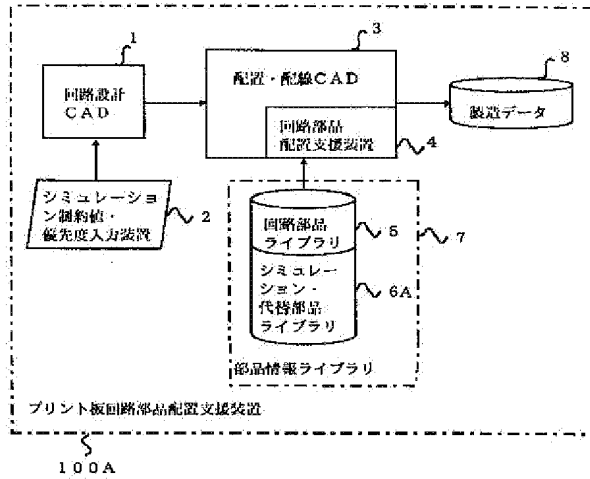 1
3
8
回路設計
CAD
配置・配線CAD
製造データ
回路部品
配置支援装置
4
シミュレーショ
ン制約値・
優先度入力装置
2
回路部品
ライブラリ
5
7
シミュレー
ション・
代替部品
ライブラリ
6A
部品情報ライブラリ
プリント板回路部品配置支援装置
100A